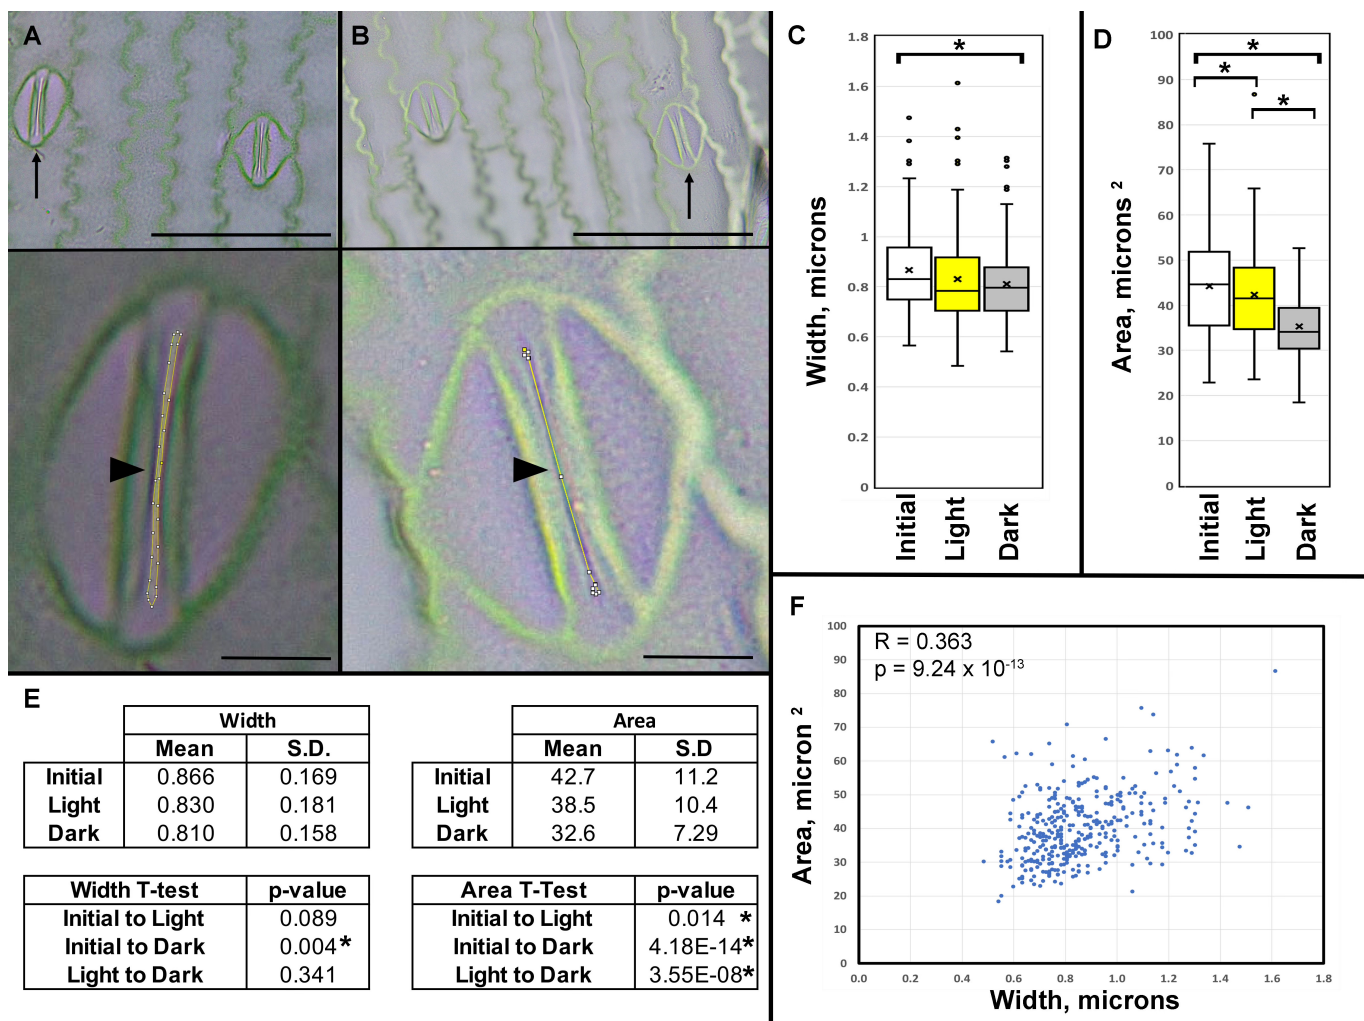 A
B
C
1.8
1.6
1.4
1.2
1
0.8
0.6
0.4
0.2
0
Width, microns
*
Initial
Light
Dark
D
100
90
80
70
60
50
40
30
20
10
0
Area, microns 2
*
*
*
Initial
Light
Dark
E
Width
Mean S.D.
Initial 0.866 0.169
Light 0.830 0.181
Dark 0.810 0.158
Area
Mean S.D
Initial 42.7 11.2
Light 38.5 10.4
Dark 32.6 7.29
Width T-test p-value
Initial to Light 0.089
Initial to Dark 0.004*
Light to Dark 0.341
Area T-Test p-value
Initial to Light 0.014 *
Initial to Dark 4.18E-14*
Light to Dark 3.55E-08*
F
R = 0.363
p = 9.24 x 10-13
100
90
80
70
60
50
40
30
20
10
0
Area, micron 2
0.0 0.2 0.4 0.6 0.8 1.0 1.2 1.4 1.6 1.8
Width, microns